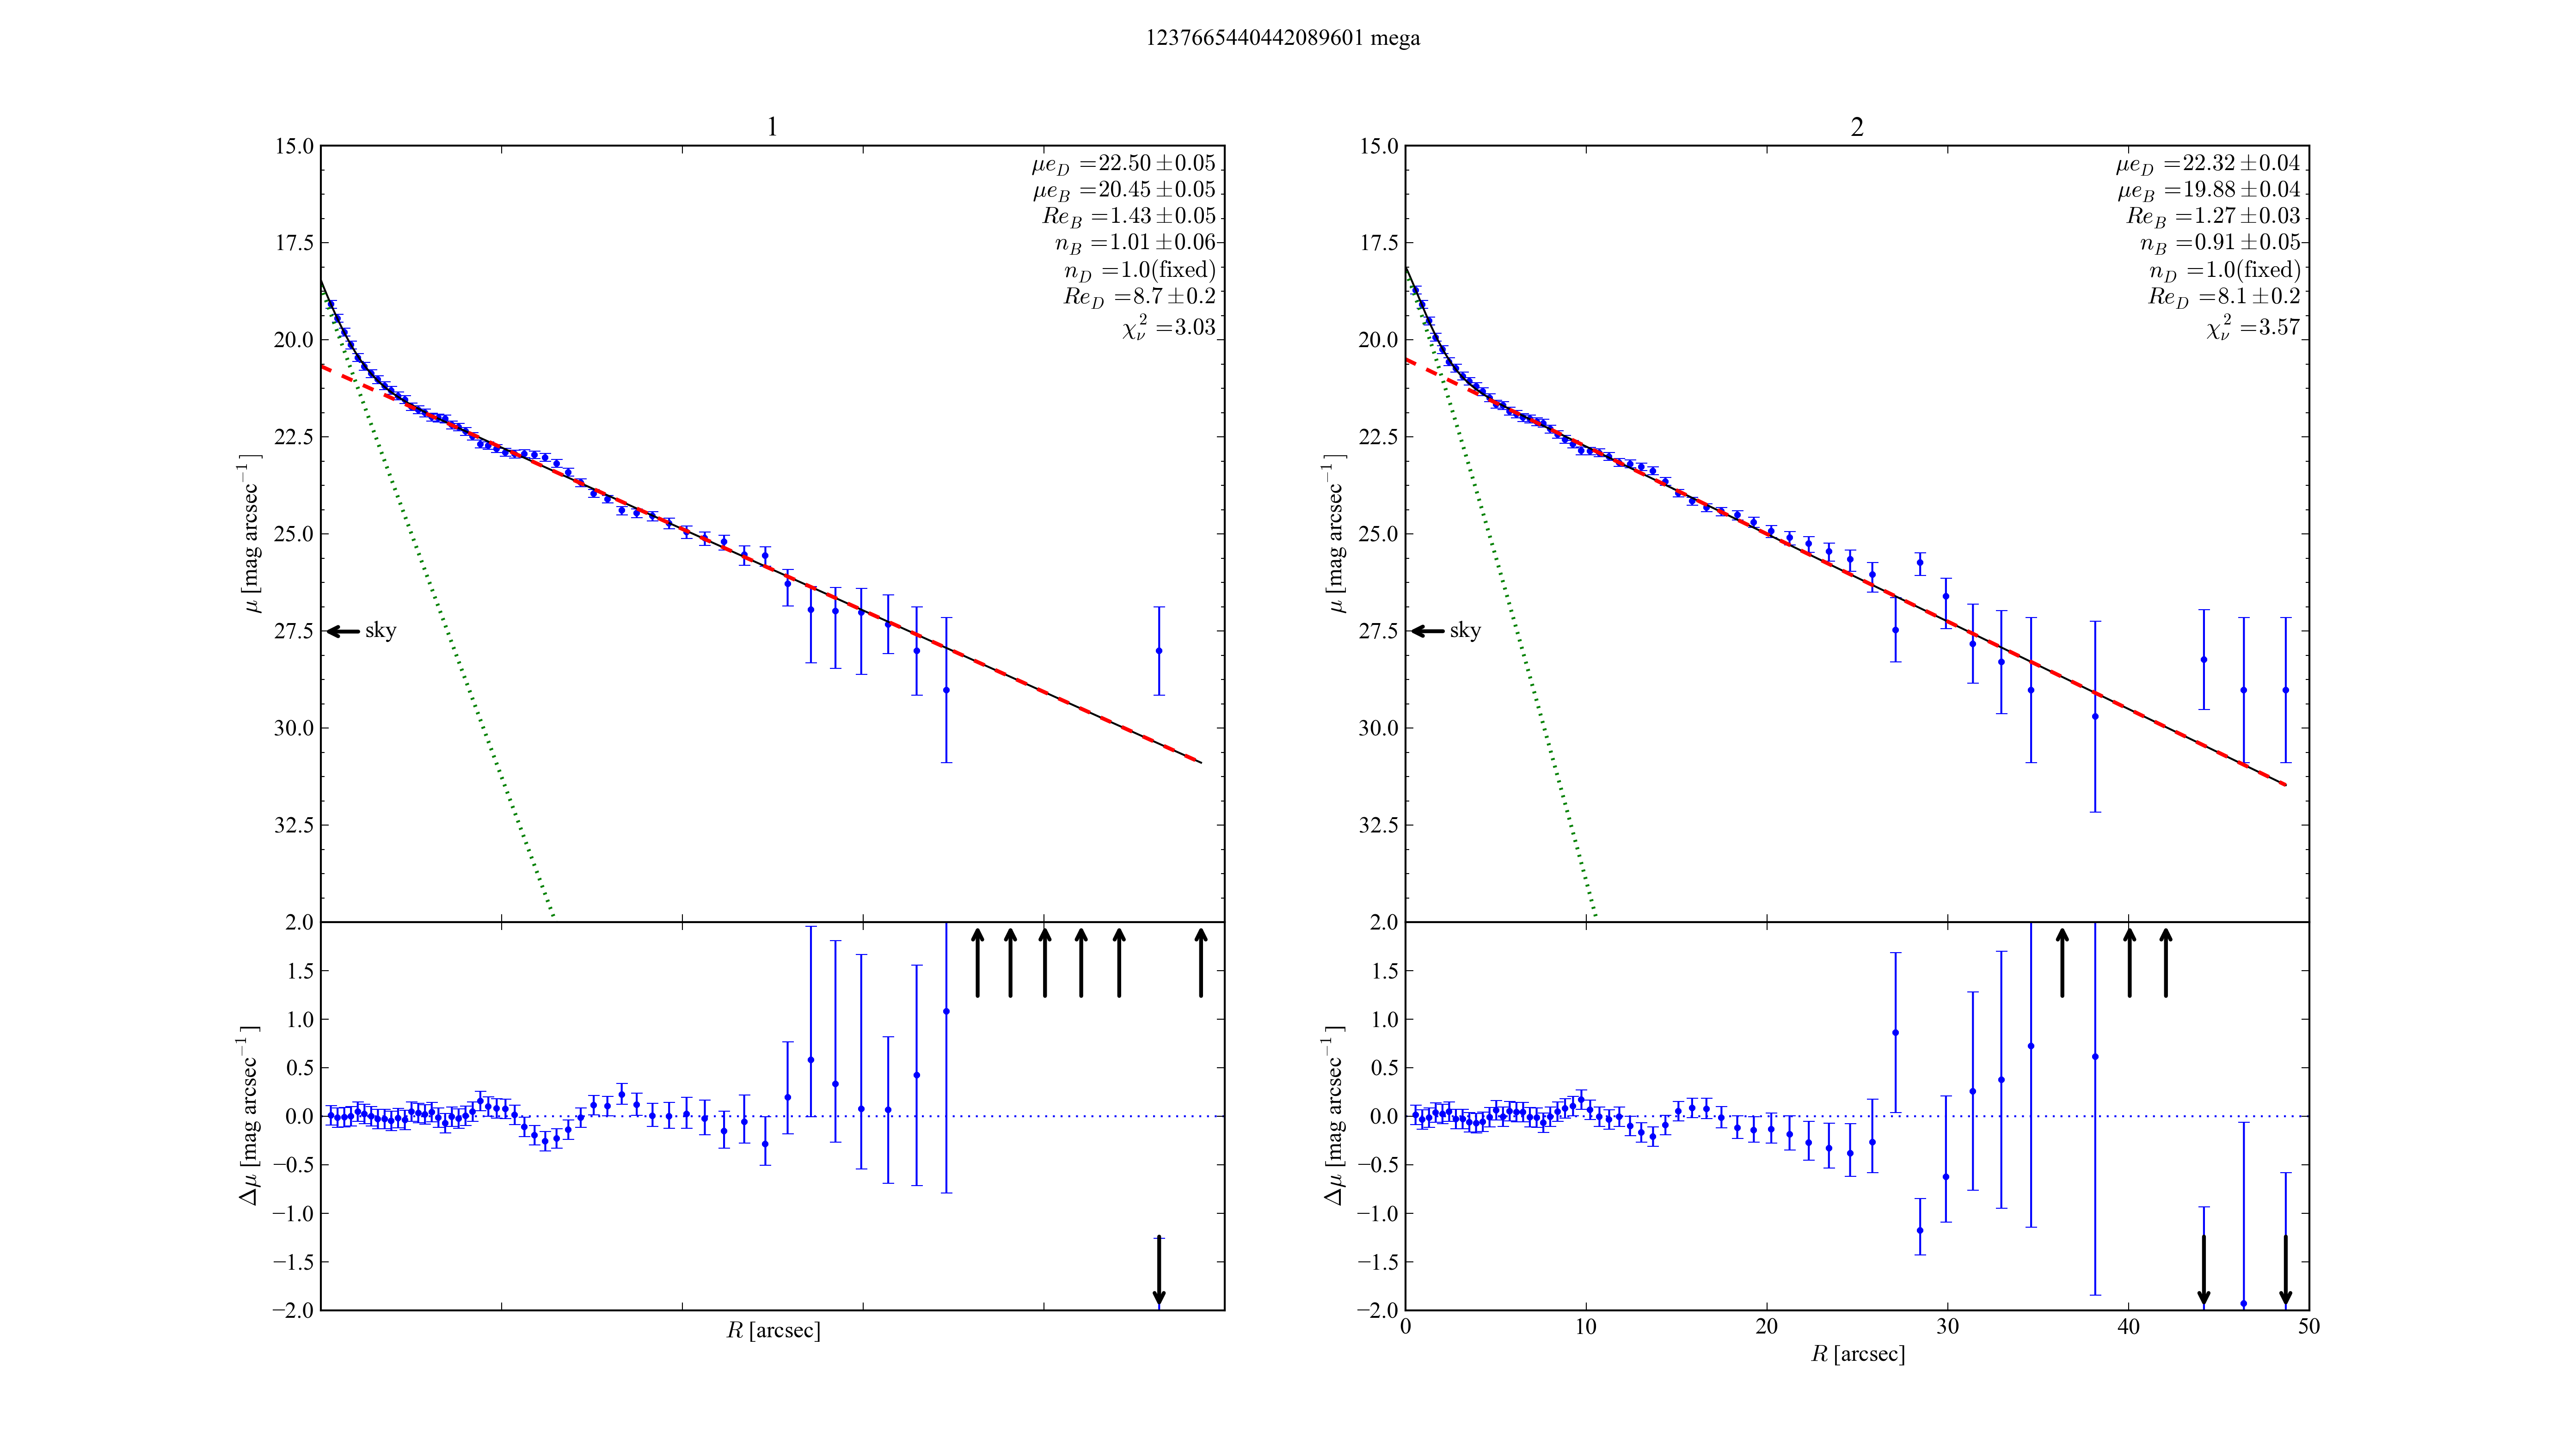 1237665440442089601 mega
1
μe_D =22.50±0.05
μe_B =20.45±0.05
Re_B =1.43±0.05
n_B =1.01±0.06
n_D =1.0(fixed)
Re_D =8.7±0.2
χ²_ν =3.03
15.0
17.5
20.0
22.5
25.0
27.5
30.0
32.5
μ [mag arcsec⁻¹]
sky
2.0
1.5
1.0
0.5
0.0
−0.5
−1.0
−1.5
−2.0
Δμ [mag arcsec⁻¹]
R [arcsec]
2
μe_D =22.32±0.04
μe_B =19.88±0.04
Re_B =1.27±0.03
n_B =0.91±0.05
n_D =1.0(fixed)
Re_D =8.1±0.2
χ²_ν =3.57
15.0
17.5
20.0
22.5
25.0
27.5
30.0
32.5
μ [mag arcsec⁻¹]
sky
2.0
1.5
1.0
0.5
0.0
−0.5
−1.0
−1.5
−2.0
Δμ [mag arcsec⁻¹]
0 10 20 30 40 50
R [arcsec]